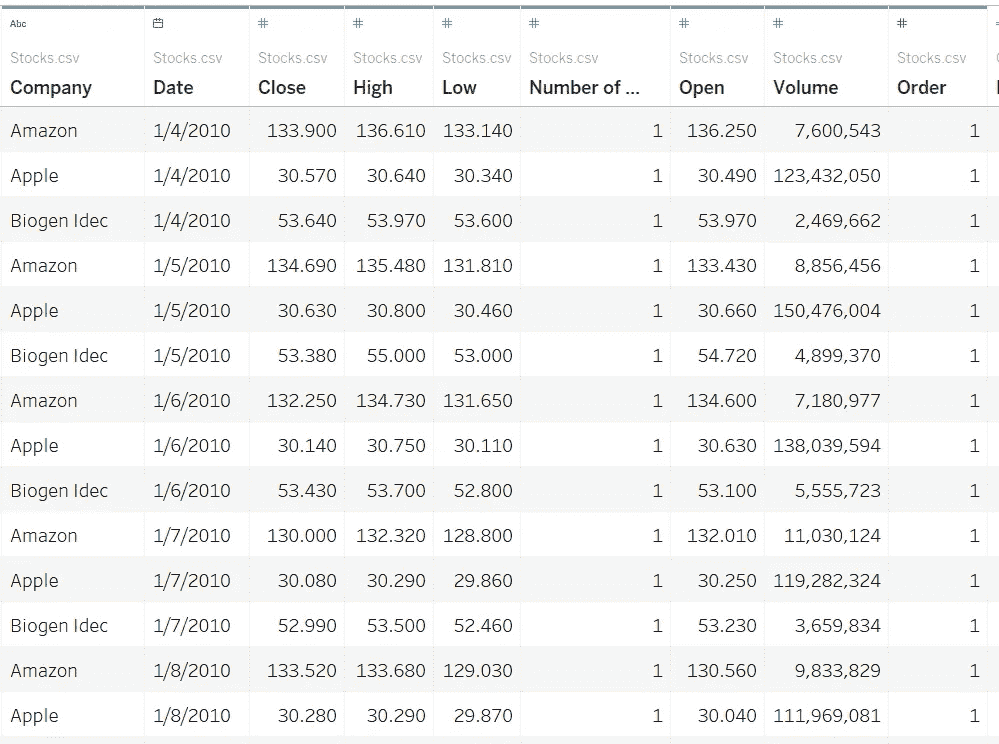 Abc # # # # # # #
Stocks.csv Stocks.csv Stocks.csv Stocks.csv Stocks.csv Stocks.csv Stocks.csv Stocks.csv Stocks.csv
Company Date Close High Low Number of ... Open Volume Order
Amazon 1/4/2010 133.900 136.610 133.140 1 136.250 7,600,543 1
Apple 1/4/2010 30.570 30.640 30.340 1 30.490 123,432,050 1
Biogen Idec 1/4/2010 53.640 53.970 53.600 1 53.970 2,469,662 1
Amazon 1/5/2010 134.690 135.480 131.810 1 133.430 8,856,456 1
Apple 1/5/2010 30.630 30.800 30.460 1 30.660 150,476,004 1
Biogen Idec 1/5/2010 53.380 55.000 53.000 1 54.720 4,899,370 1
Amazon 1/6/2010 132.250 134.730 131.650 1 134.600 7,180,977 1
Apple 1/6/2010 30.140 30.750 30.110 1 30.630 138,039,594 1
Biogen Idec 1/6/2010 53.430 53.700 52.800 1 53.100 5,555,723 1
Amazon 1/7/2010 130.000 132.320 128.800 1 132.010 11,030,124 1
Apple 1/7/2010 30.080 30.290 29.860 1 30.250 119,282,324 1
Biogen Idec 1/7/2010 52.990 53.500 52.460 1 53.230 3,659,834 1
Amazon 1/8/2010 133.520 133.680 129.030 1 130.560 9,833,829 1
Apple 1/8/2010 30.280 30.290 29.870 1 30.040 111,969,081 1